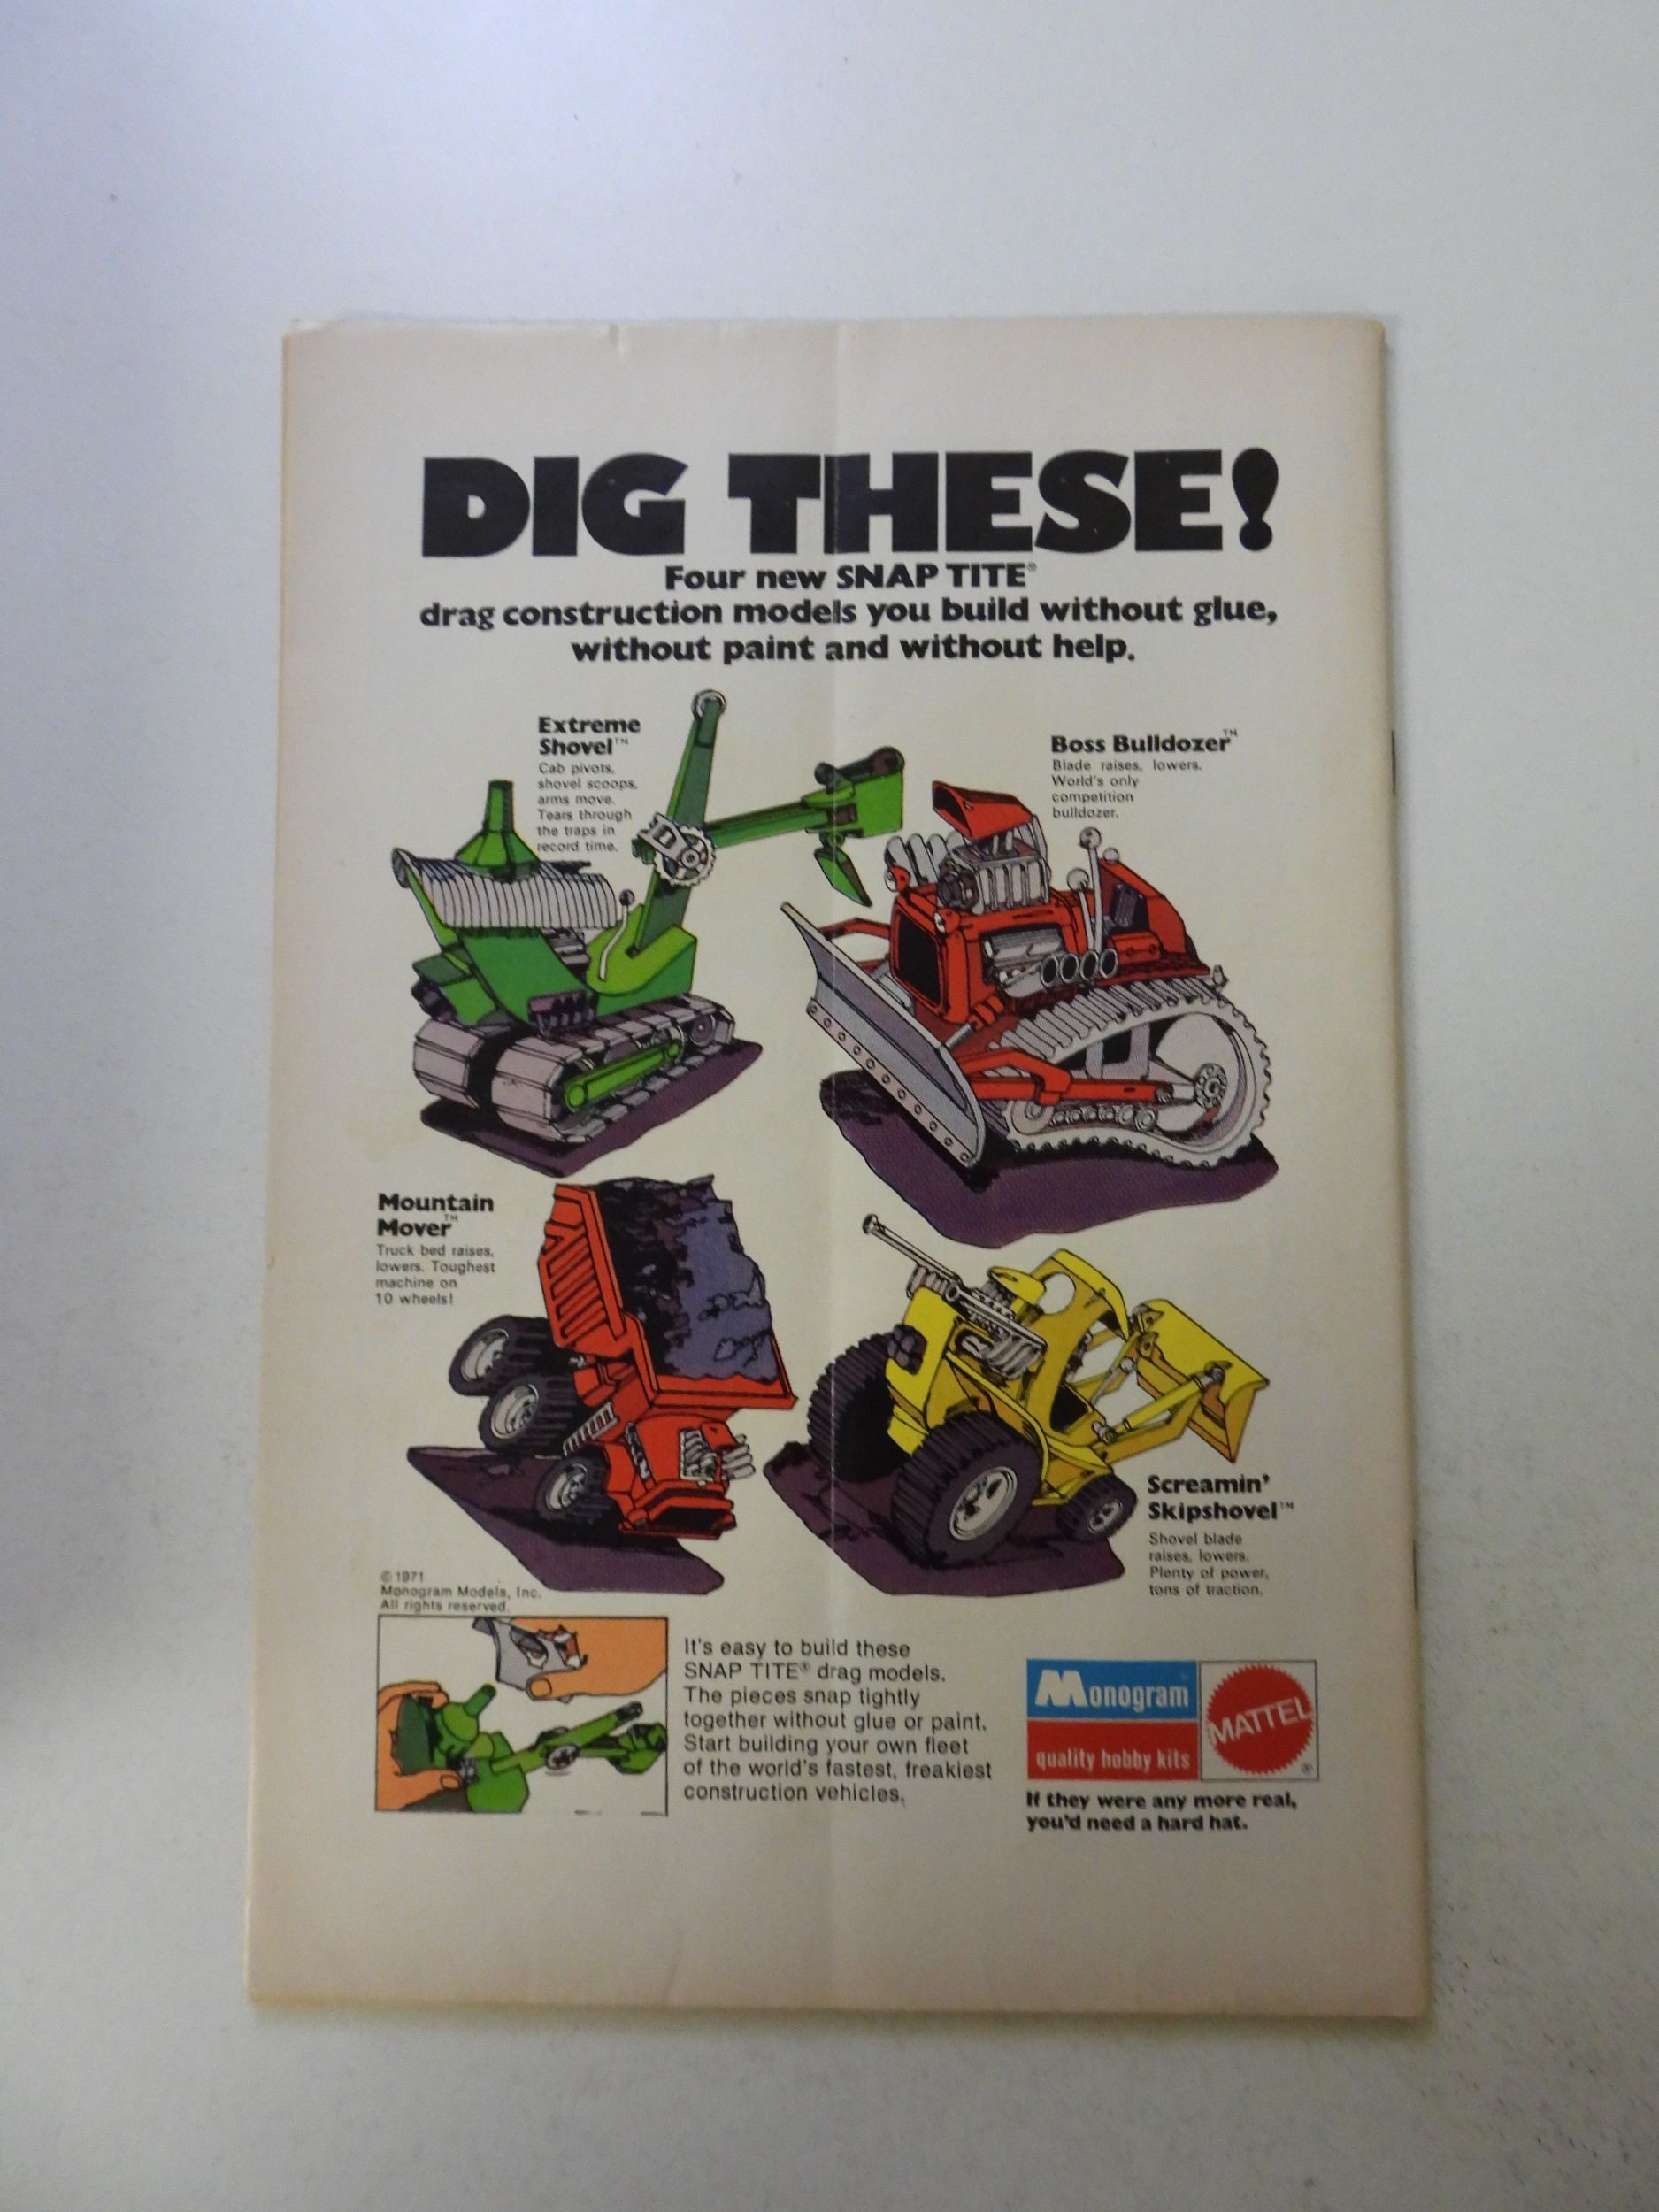 DIG THESE!
Four new SNAP TITE®
drag construction models you build without glue,
without paint and without help.
Extreme
Shovel™
Cab pivots,
shovel scoops,
arms move.
Tears through
the traps in
record time.
Boss Bulldozer™
Blade raises, lowers.
World's only
competition
bulldozer.
Mountain
Mover™
Truck bed raises,
lowers. Toughest
machine on
10 wheels!
Screamin'
Skipshovel™
Shovel blade
raises, lowers.
Plenty of power,
tons of traction.
©1971
Monogram Models, Inc.
All rights reserved.
It's easy to build these
SNAP TITE® drag models.
The pieces snap tightly
together without glue or paint.
Start building your own fleet
of the world's fastest, freakiest
construction vehicles.
Monogram®
quality hobby kits
MATTEL
®
If they were any more real,
you'd need a hard hat.